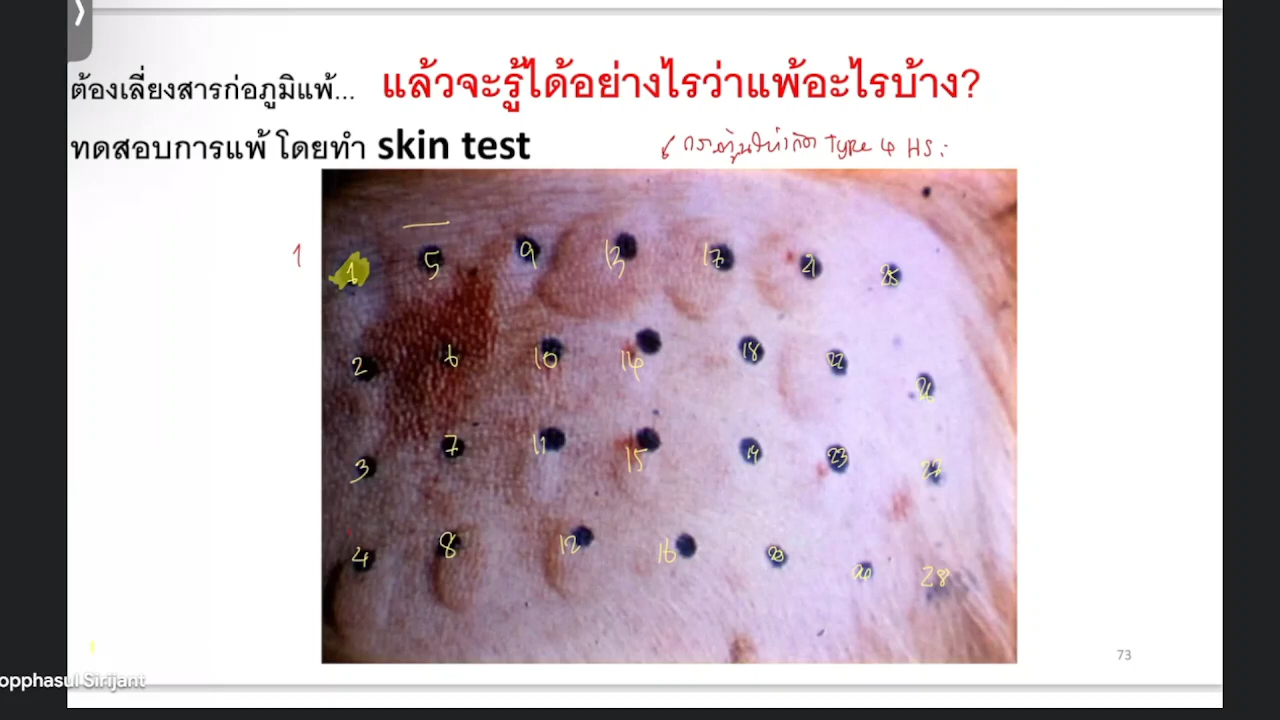 ต้องเลี่ยงสารก่อภูมิแพ้... แล้วจะรู้ได้อย่างไรว่าแพ้อะไรบ้าง?
ทดสอบการแพ้ โดยทำ skin test
กระตุ้นให้เกิด Type 4 HS
1
1 5 9 13 17 21 25
2 6 10 14 18 22 26
3 7 11 15 19 23 27
4 8 12 16 20 28
73
opphasul Sirijant